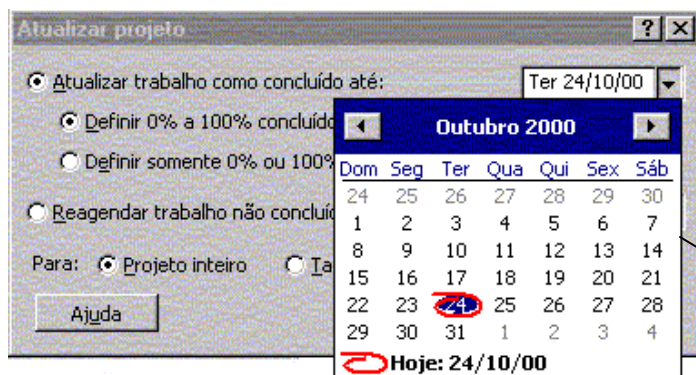 Atualizar projeto
Atualizar trabalho como concluído até: Ter 24/10/00
Definir 0% a 100% concluído
Definir somente 0% ou 100%
Reagendar trabalho não concluíd
Para: Projeto inteiro Ta
Ajuda
Outubro 2000
Dom Seg Ter Qua Qui Sex Sáb
24 25 26 27 28 29 30
1 2 3 4 5 6 7
8 9 10 11 12 13 14
15 16 17 18 19 20 21
22 23 24 25 26 27 28
29 30 31 1 2 3 4
Hoje: 24/10/00